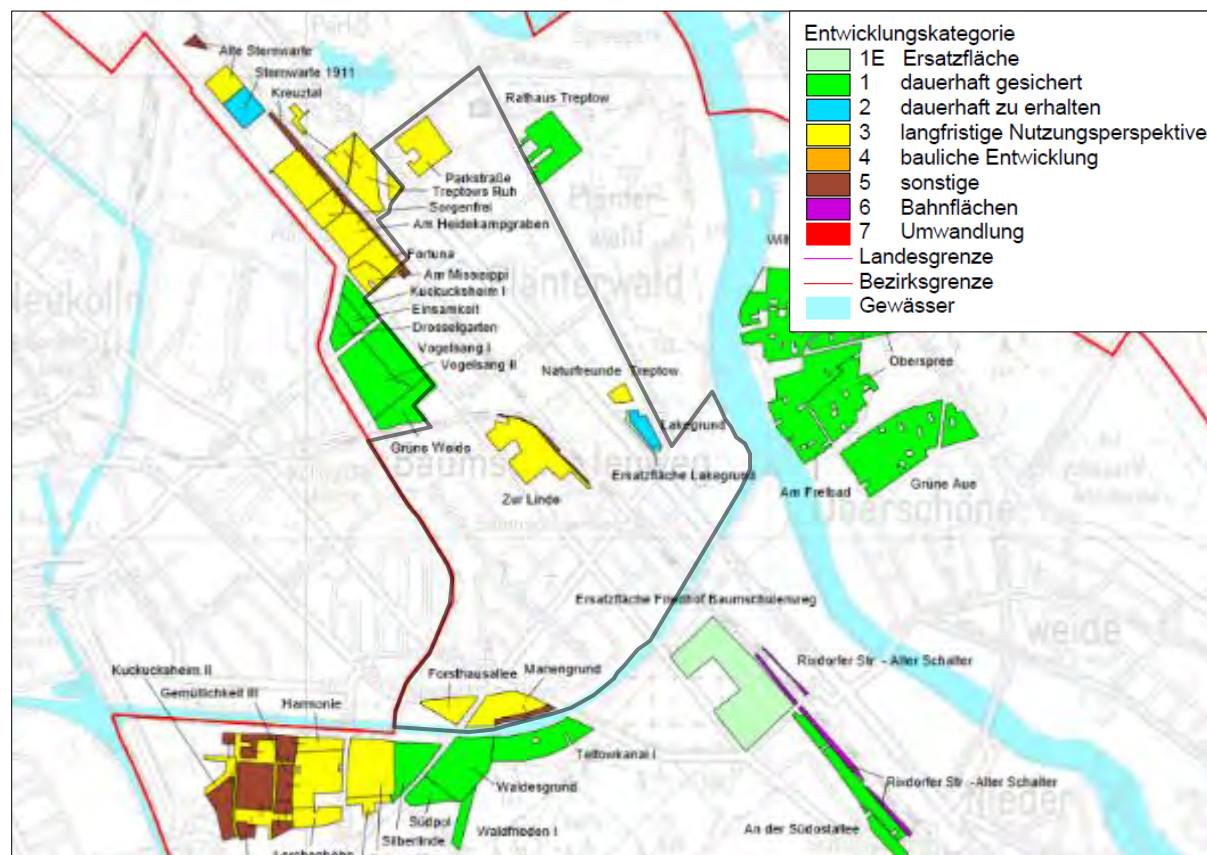 Entwicklungskategorie
1E Ersatzfläche
1 dauerhaft gesichert
2 dauerhaft zu erhalten
3 langfristige Nutzungsperspektive
4 bauliche Entwicklung
5 sonstige
6 Bahnflächen
7 Umwandlung
Landesgrenze
Bezirksgrenze
Gewässer
Alte Sternwarte
Sternwarte 1911
Kreuztal
Rathaus Treptow
Parkstraße
Treptows Ruh
Sorgenfrei
Am Heidekampgraben
Fortuna
Am Mississippi
Kuckucksheim I
Einsamkeit
Drosselgarten
Vogelsang I
Vogelsang II
Grüne Weide
Naturfreunde Treptow
Lakegrund
Ersatzfläche Lakegrund
Zur Linde
Oberspree
Am Freibad
Grüne Aue
Baumschulenweg
Ersatzfläche Friedhof Baumschulenweg
Rixdorfer Str. - Alter Schalter
Rixdorfer Str. - Alter Schalter
An der Südostallee
weide
Nieder
Forsthausallee
Mariengrund
Kuckucksheim II
Gemütlichkeit III
Harmonie
Teltowkanal I
Waldesgrund
Südpol
Silberlinde
Waldfrieden I